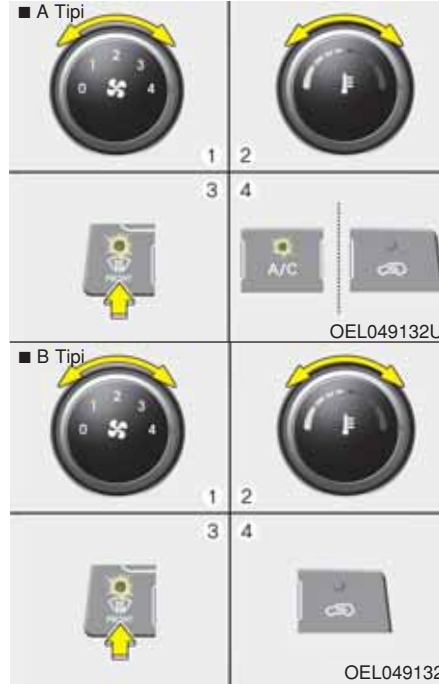 ■ A Tipi
0 1 2 3 4
1 2
3 4
FRONT
A/C
OEL049132U
■ B Tipi
0 1 2 3 4
1 2
3 4
FRONT
OEL049132